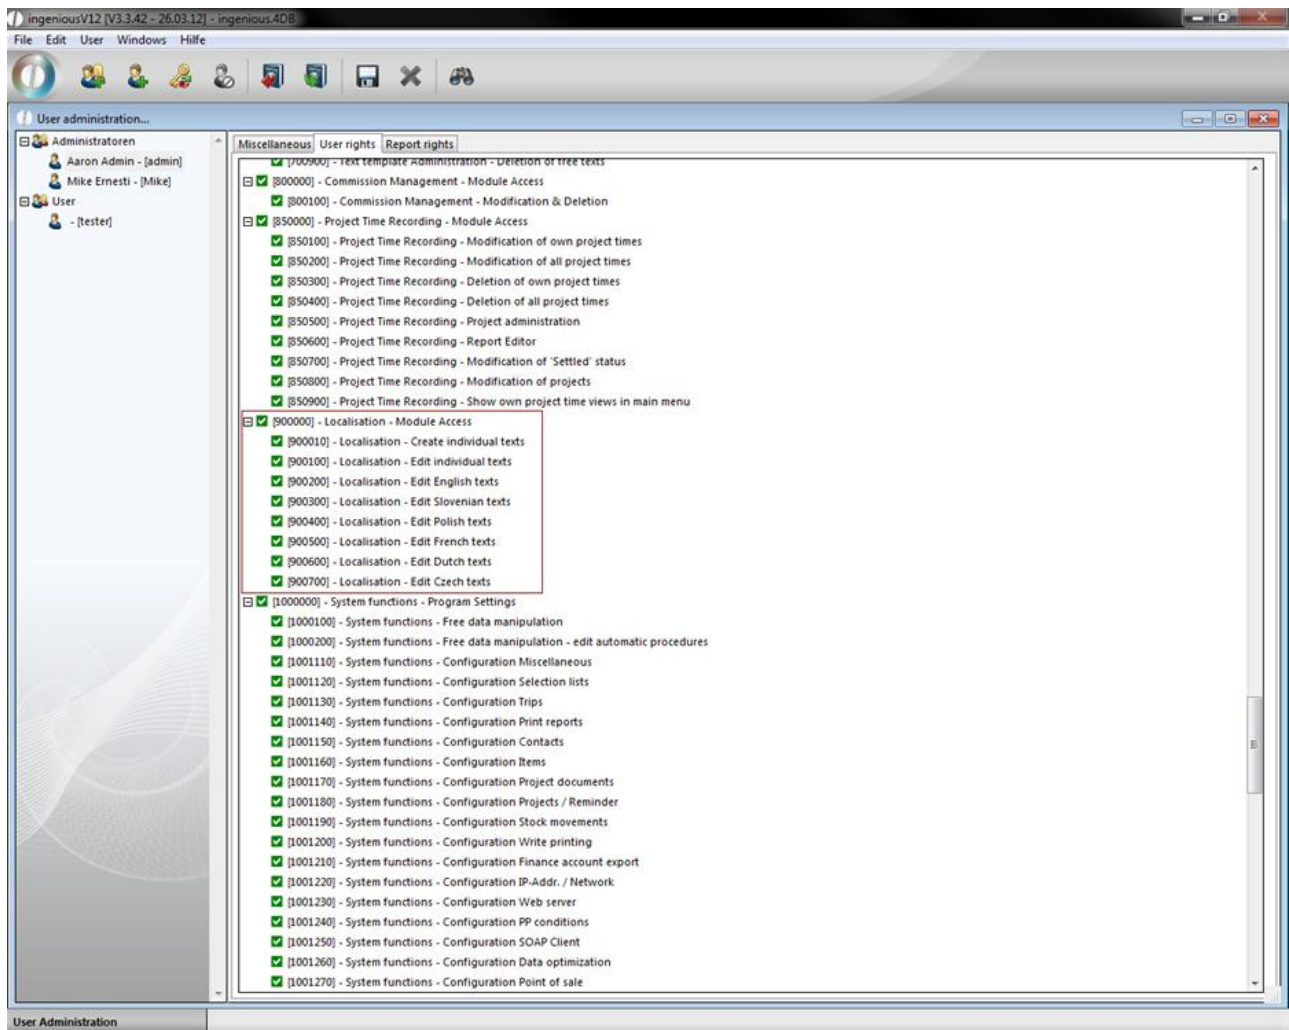 ingeniousV12 [V3.3.42 - 26.03.12] - ingenious.4DB
File Edit User Windows Hilfe
User administration...
Administratoren
Aaron Admin - [admin]
Mike Ernesti - [Mike]
User
- [tester]
Miscellaneous User rights Report rights
[700900] - Text template Administration - Deletion of free texts
[800000] - Commission Management - Module Access
[800100] - Commission Management - Modification & Deletion
[850000] - Project Time Recording - Module Access
[850100] - Project Time Recording - Modification of own project times
[850200] - Project Time Recording - Modification of all project times
[850300] - Project Time Recording - Deletion of own project times
[850400] - Project Time Recording - Deletion of all project times
[850500] - Project Time Recording - Project administration
[850600] - Project Time Recording - Report Editor
[850700] - Project Time Recording - Modification of `Settled' status
[850800] - Project Time Recording - Modification of projects
[850900] - Project Time Recording - Show own project time views in main menu
[900000] - Localisation - Module Access
[900010] - Localisation - Create individual texts
[900100] - Localisation - Edit individual texts
[900200] - Localisation - Edit English texts
[900300] - Localisation - Edit Slovenian texts
[900400] - Localisation - Edit Polish texts
[900500] - Localisation - Edit French texts
[900600] - Localisation - Edit Dutch texts
[900700] - Localisation - Edit Czech texts
[1000000] - System functions - Program Settings
[1000100] - System functions - Free data manipulation
[1000200] - System functions - Free data manipulation - edit automatic procedures
[1001110] - System functions - Configuration Miscellaneous
[1001120] - System functions - Configuration Selection lists
[1001130] - System functions - Configuration Trips
[1001140] - System functions - Configuration Print reports
[1001150] - System functions - Configuration Contacts
[1001160] - System functions - Configuration Items
[1001170] - System functions - Configuration Project documents
[1001180] - System functions - Configuration Projects / Reminder
[1001190] - System functions - Configuration Stock movements
[1001200] - System functions - Configuration Write printing
[1001210] - System functions - Configuration Finance account export
[1001220] - System functions - Configuration IP-Addr. / Network
[1001230] - System functions - Configuration Web server
[1001240] - System functions - Configuration PP conditions
[1001250] - System functions - Configuration SOAP Client
[1001260] - System functions - Configuration Data optimization
[1001270] - System functions - Configuration Point of sale
User Administration